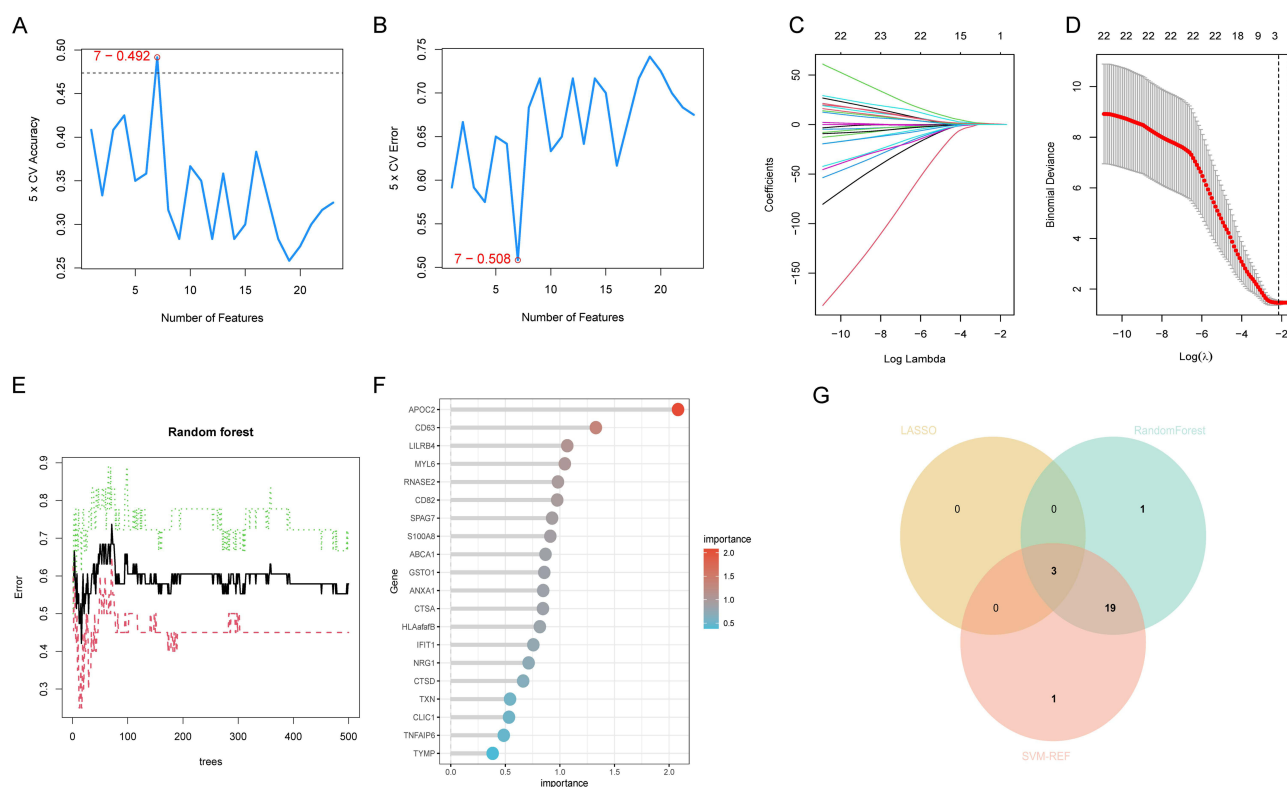 A
5 x CV Accuracy
0.50
0.45
0.40
0.35
0.30
0.25
7 − 0.492
5 10 15 20
Number of Features
B
5 x CV Error
0.70
0.65
0.60
0.55
0.50
7 − 0.508
5 10 15 20
Number of Features
C
22 23 22 15 1
Coefficients
50
0
−50
−100
−150
−10 −8 −6 −4 −2
Log Lambda
D
22 22 22 22 22 22 18 9 3
Binomial Deviance
10
8
6
4
2
−10 −8 −6 −4 −2
Log(λ)
E
Random forest
Error
0.9
0.8
0.7
0.6
0.5
0.4
0.3
0 100 200 300 400 500
trees
F
Gene
APOC2
CD63
LILRB4
MYL6
RNASE2
CD82
SPAG7
S100A8
ABCA1
GSTO1
ANXA1
CTSA
HLAafafB
IFIT1
NRG1
CTSD
TXN
CLIC1
TNFAIP6
TYMP
0.0 0.5 1.0 1.5 2.0
importance
importance
2.0
1.5
1.0
0.5
G
LASSO
RandomForest
0
0
1
3
0
19
1
SVM-REF